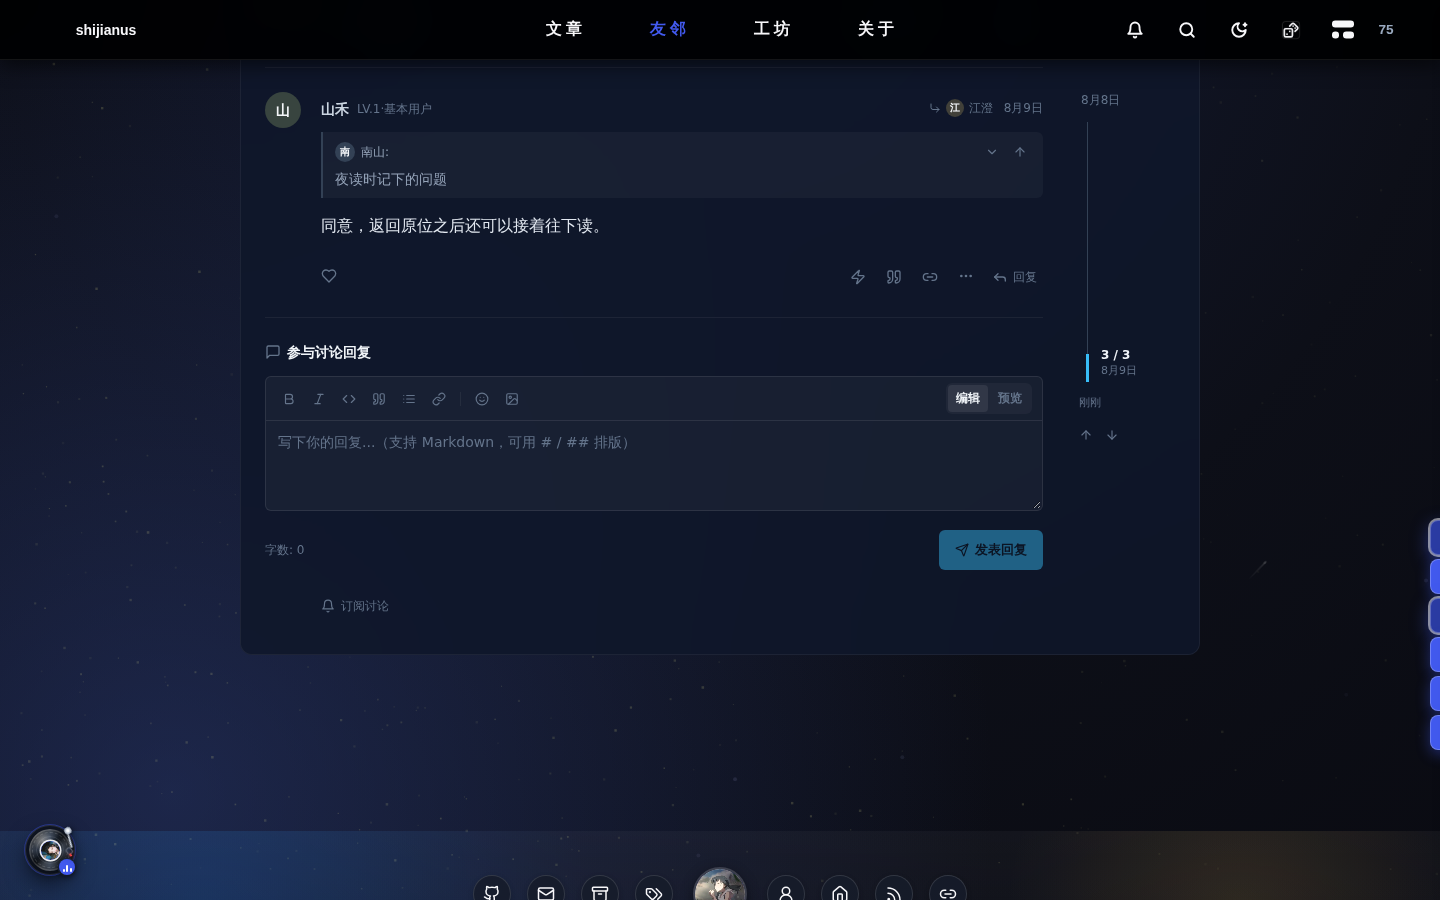 shijianus
文章 友邻 工坊 关于
75
山 山禾 LV.1·基本用户 江 江澄 8月9日
8月8日
南 南山:
夜读时记下的问题
同意，返回原位之后还可以接着往下读。
回复
3 / 3
8月9日
刚刚
参与讨论回复
编辑 预览
写下你的回复...（支持 Markdown，可用 # / ## 排版）
字数: 0
发表回复
订阅讨论